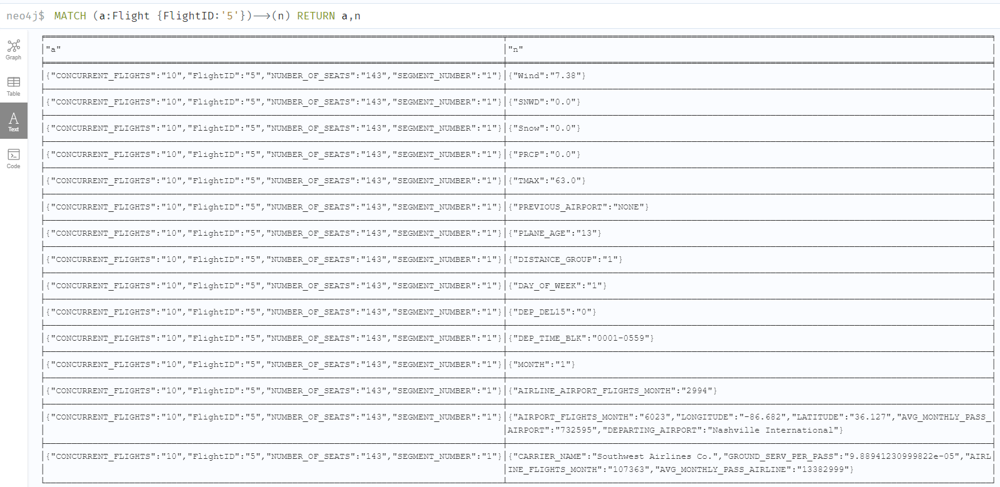 neo4j$ MATCH (a:Flight {FlightID:'5'})-->(n) RETURN a,n
Graph
Table
Text
Code
"a" "n"
{"CONCURRENT_FLIGHTS":"10","FlightID":"5","NUMBER_OF_SEATS":"143","SEGMENT_NUMBER":"1"} {"Wind":"7.38"}
{"CONCURRENT_FLIGHTS":"10","FlightID":"5","NUMBER_OF_SEATS":"143","SEGMENT_NUMBER":"1"} {"SNWD":"0.0"}
{"CONCURRENT_FLIGHTS":"10","FlightID":"5","NUMBER_OF_SEATS":"143","SEGMENT_NUMBER":"1"} {"Snow":"0.0"}
{"CONCURRENT_FLIGHTS":"10","FlightID":"5","NUMBER_OF_SEATS":"143","SEGMENT_NUMBER":"1"} {"PRCP":"0.0"}
{"CONCURRENT_FLIGHTS":"10","FlightID":"5","NUMBER_OF_SEATS":"143","SEGMENT_NUMBER":"1"} {"TMAX":"63.0"}
{"CONCURRENT_FLIGHTS":"10","FlightID":"5","NUMBER_OF_SEATS":"143","SEGMENT_NUMBER":"1"} {"PREVIOUS_AIRPORT":"NONE"}
{"CONCURRENT_FLIGHTS":"10","FlightID":"5","NUMBER_OF_SEATS":"143","SEGMENT_NUMBER":"1"} {"PLANE_AGE":"13"}
{"CONCURRENT_FLIGHTS":"10","FlightID":"5","NUMBER_OF_SEATS":"143","SEGMENT_NUMBER":"1"} {"DISTANCE_GROUP":"1"}
{"CONCURRENT_FLIGHTS":"10","FlightID":"5","NUMBER_OF_SEATS":"143","SEGMENT_NUMBER":"1"} {"DAY_OF_WEEK":"1"}
{"CONCURRENT_FLIGHTS":"10","FlightID":"5","NUMBER_OF_SEATS":"143","SEGMENT_NUMBER":"1"} {"DEP_DEL15":"0"}
{"CONCURRENT_FLIGHTS":"10","FlightID":"5","NUMBER_OF_SEATS":"143","SEGMENT_NUMBER":"1"} {"DEP_TIME_BLK":"0001-0559"}
{"CONCURRENT_FLIGHTS":"10","FlightID":"5","NUMBER_OF_SEATS":"143","SEGMENT_NUMBER":"1"} {"MONTH":"1"}
{"CONCURRENT_FLIGHTS":"10","FlightID":"5","NUMBER_OF_SEATS":"143","SEGMENT_NUMBER":"1"} {"AIRLINE_AIRPORT_FLIGHTS_MONTH":"2994"}
{"CONCURRENT_FLIGHTS":"10","FlightID":"5","NUMBER_OF_SEATS":"143","SEGMENT_NUMBER":"1"} {"AIRPORT_FLIGHTS_MONTH":"6023","LONGITUDE":"-86.682","LATITUDE":"36.127","AVG_MONTHLY_PASS_
AIRPORT":"732595","DEPARTING_AIRPORT":"Nashville International"}
{"CONCURRENT_FLIGHTS":"10","FlightID":"5","NUMBER_OF_SEATS":"143","SEGMENT_NUMBER":"1"} {"CARRIER_NAME":"Southwest Airlines Co.","GROUND_SERV_PER_PASS":"9.88941230999822e-05","AIRL
INE_FLIGHTS_MONTH":"107363","AVG_MONTHLY_PASS_AIRLINE":"13382999"}